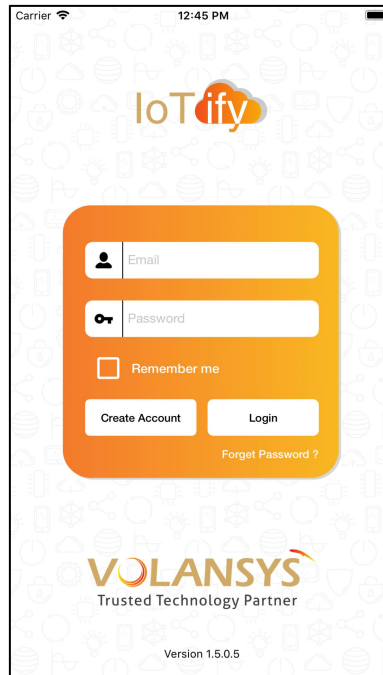 Carrier 12:45 PM
IoTify
Email
Password
Remember me
Create Account Login
Forget Password ?
VOLANSYS
Trusted Technology Partner
Version 1.5.0.5